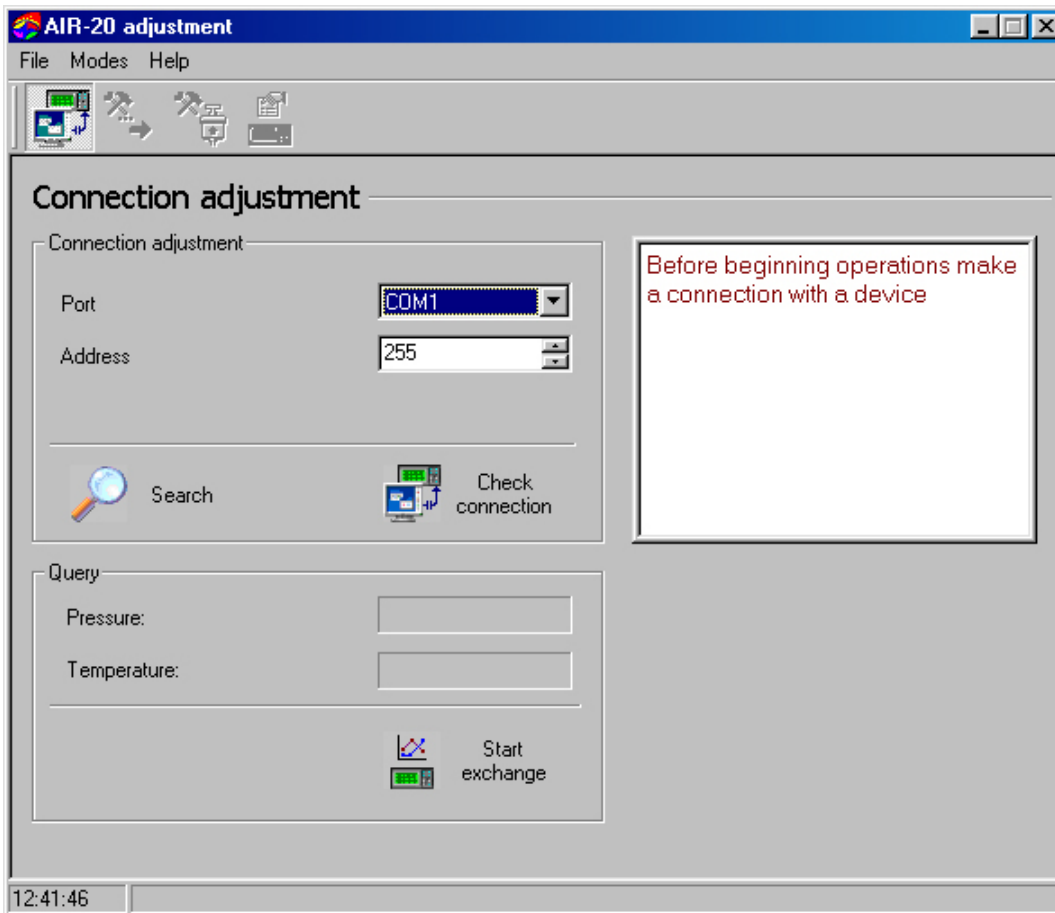 AIR-20 adjustment
File Modes Help
Connection adjustment
Connection adjustment
Port COM1
Address 255
Search
Check
connection
Before beginning operations make
a connection with a device
Query
Pressure:
Temperature:
Start
exchange
12:41:46